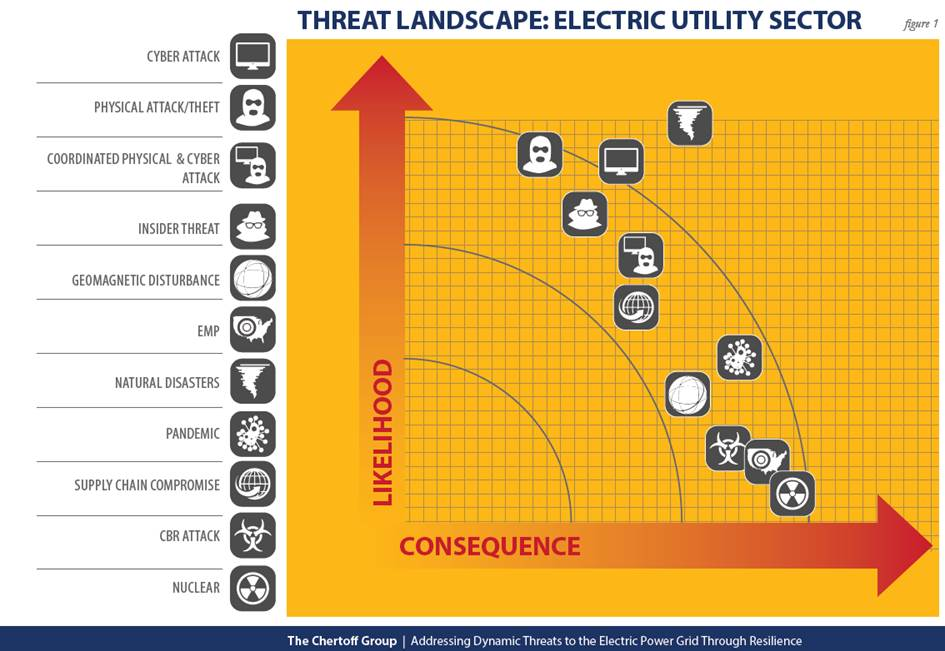 THREAT LANDSCAPE: ELECTRIC UTILITY SECTOR
figure 1
CYBER ATTACK
PHYSICAL ATTACK/THEFT
COORDINATED PHYSICAL & CYBER
ATTACK
INSIDER THREAT
GEOMAGNETIC DISTURBANCE
EMP
NATURAL DISASTERS
PANDEMIC
SUPPLY CHAIN COMPROMISE
CBR ATTACK
NUCLEAR
LIKELIHOOD
CONSEQUENCE
The Chertoff Group | Addressing Dynamic Threats to the Electric Power Grid Through Resilience